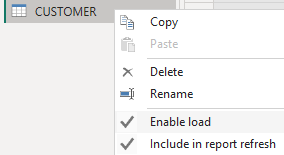 CUSTOMER
Copy
Paste
Delete
Rename
Enable load
Include in report refresh